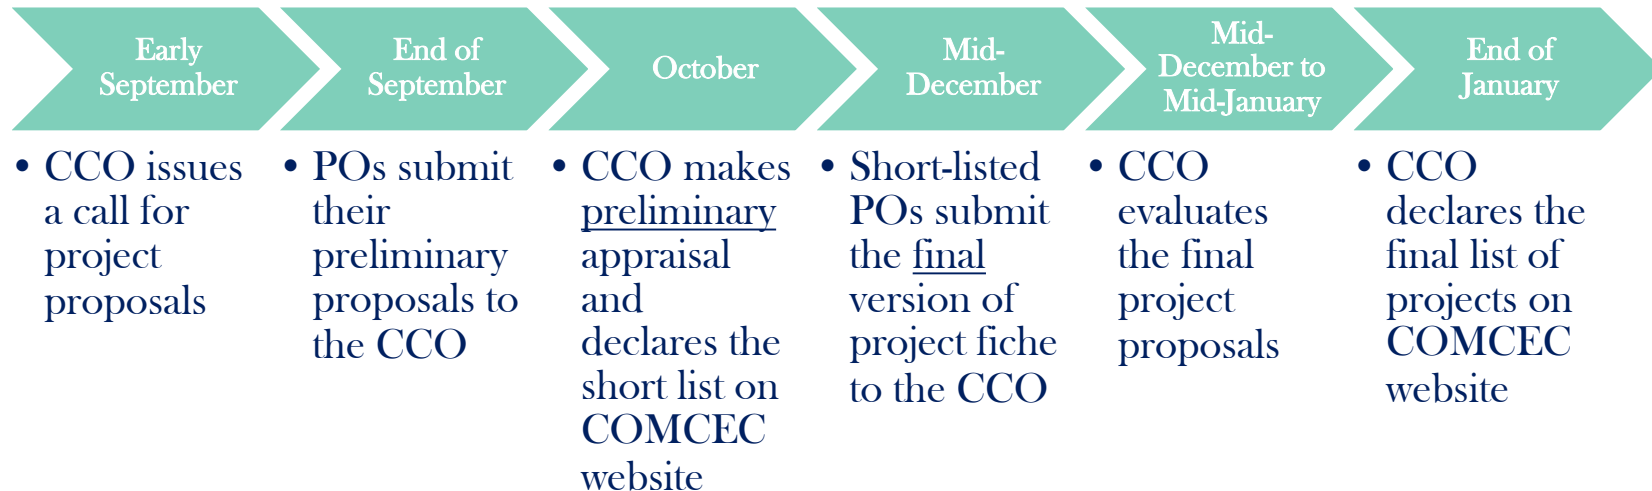 Early
September
End of
September
October
Mid-
December
Mid-
December to
Mid-January
End of
January
• CCO issues
a call for
project
proposals
• POs submit
their
preliminary
proposals to
the CCO
• CCO makes
preliminary
appraisal
and
declares the
short list on
COMCEC
website
• Short-listed
POs submit
the final
version of
project fiche
to the CCO
• CCO
evaluates
the final
project
proposals
• CCO
declares the
final list of
projects on
COMCEC
website